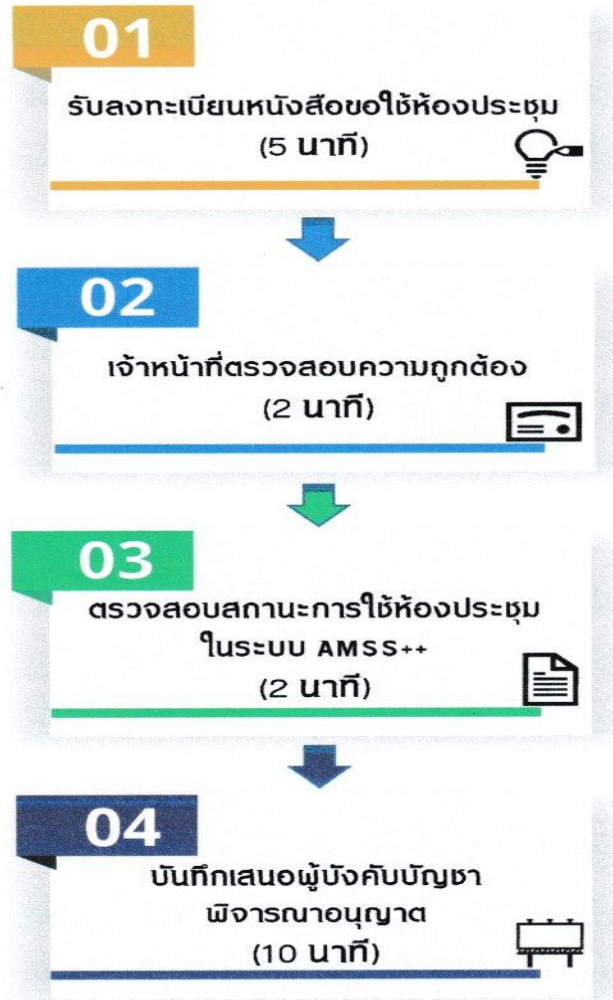 01
รับลงทะเบียนหนังสือขอใช้ห้องประชุม
(5 นาที)
02
เจ้าหน้าที่ตรวจสอบความถูกต้อง
(2 นาที)
03
ตรวจสอบสถานะการใช้ห้องประชุม
ในระบบ AMSS++
(2 นาที)
04
บันทึกเสนอผู้บังคับบัญชา
พิจารณาอนุญาต
(10 นาที)